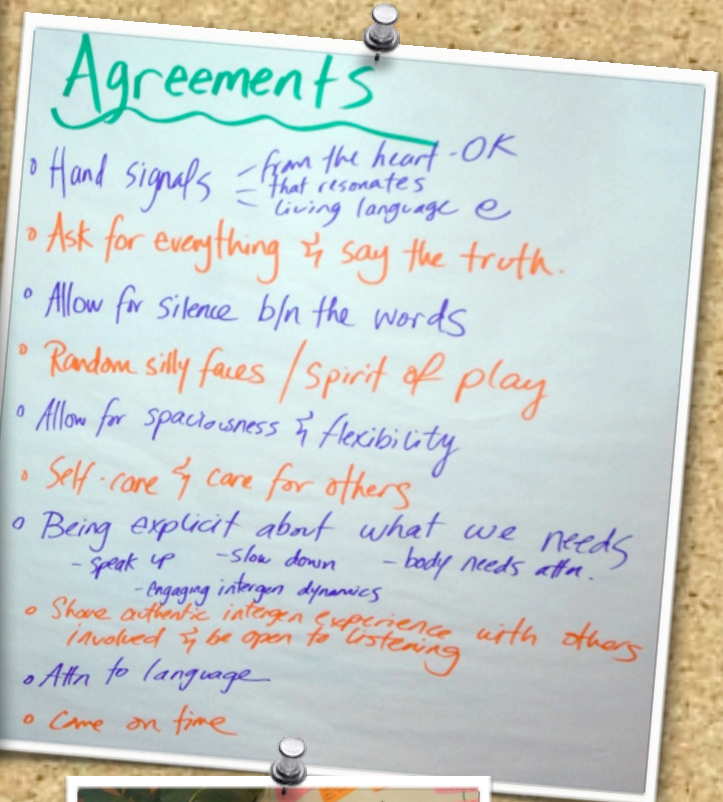 Agreements
Hand signals - from the heart - OK
- that resonates
- living language e
Ask for everything & say the truth.
Allow for silence b/n the words
Random silly faces / spirit of play
Allow for spaciousness & flexibility
Self-care & care for others
Being explicit about what we needs
- speak up - slow down - body needs attn.
- engaging intergen dynamics
Share authentic intergen experience with others
involved & be open to listening
Attn to language
Come on time